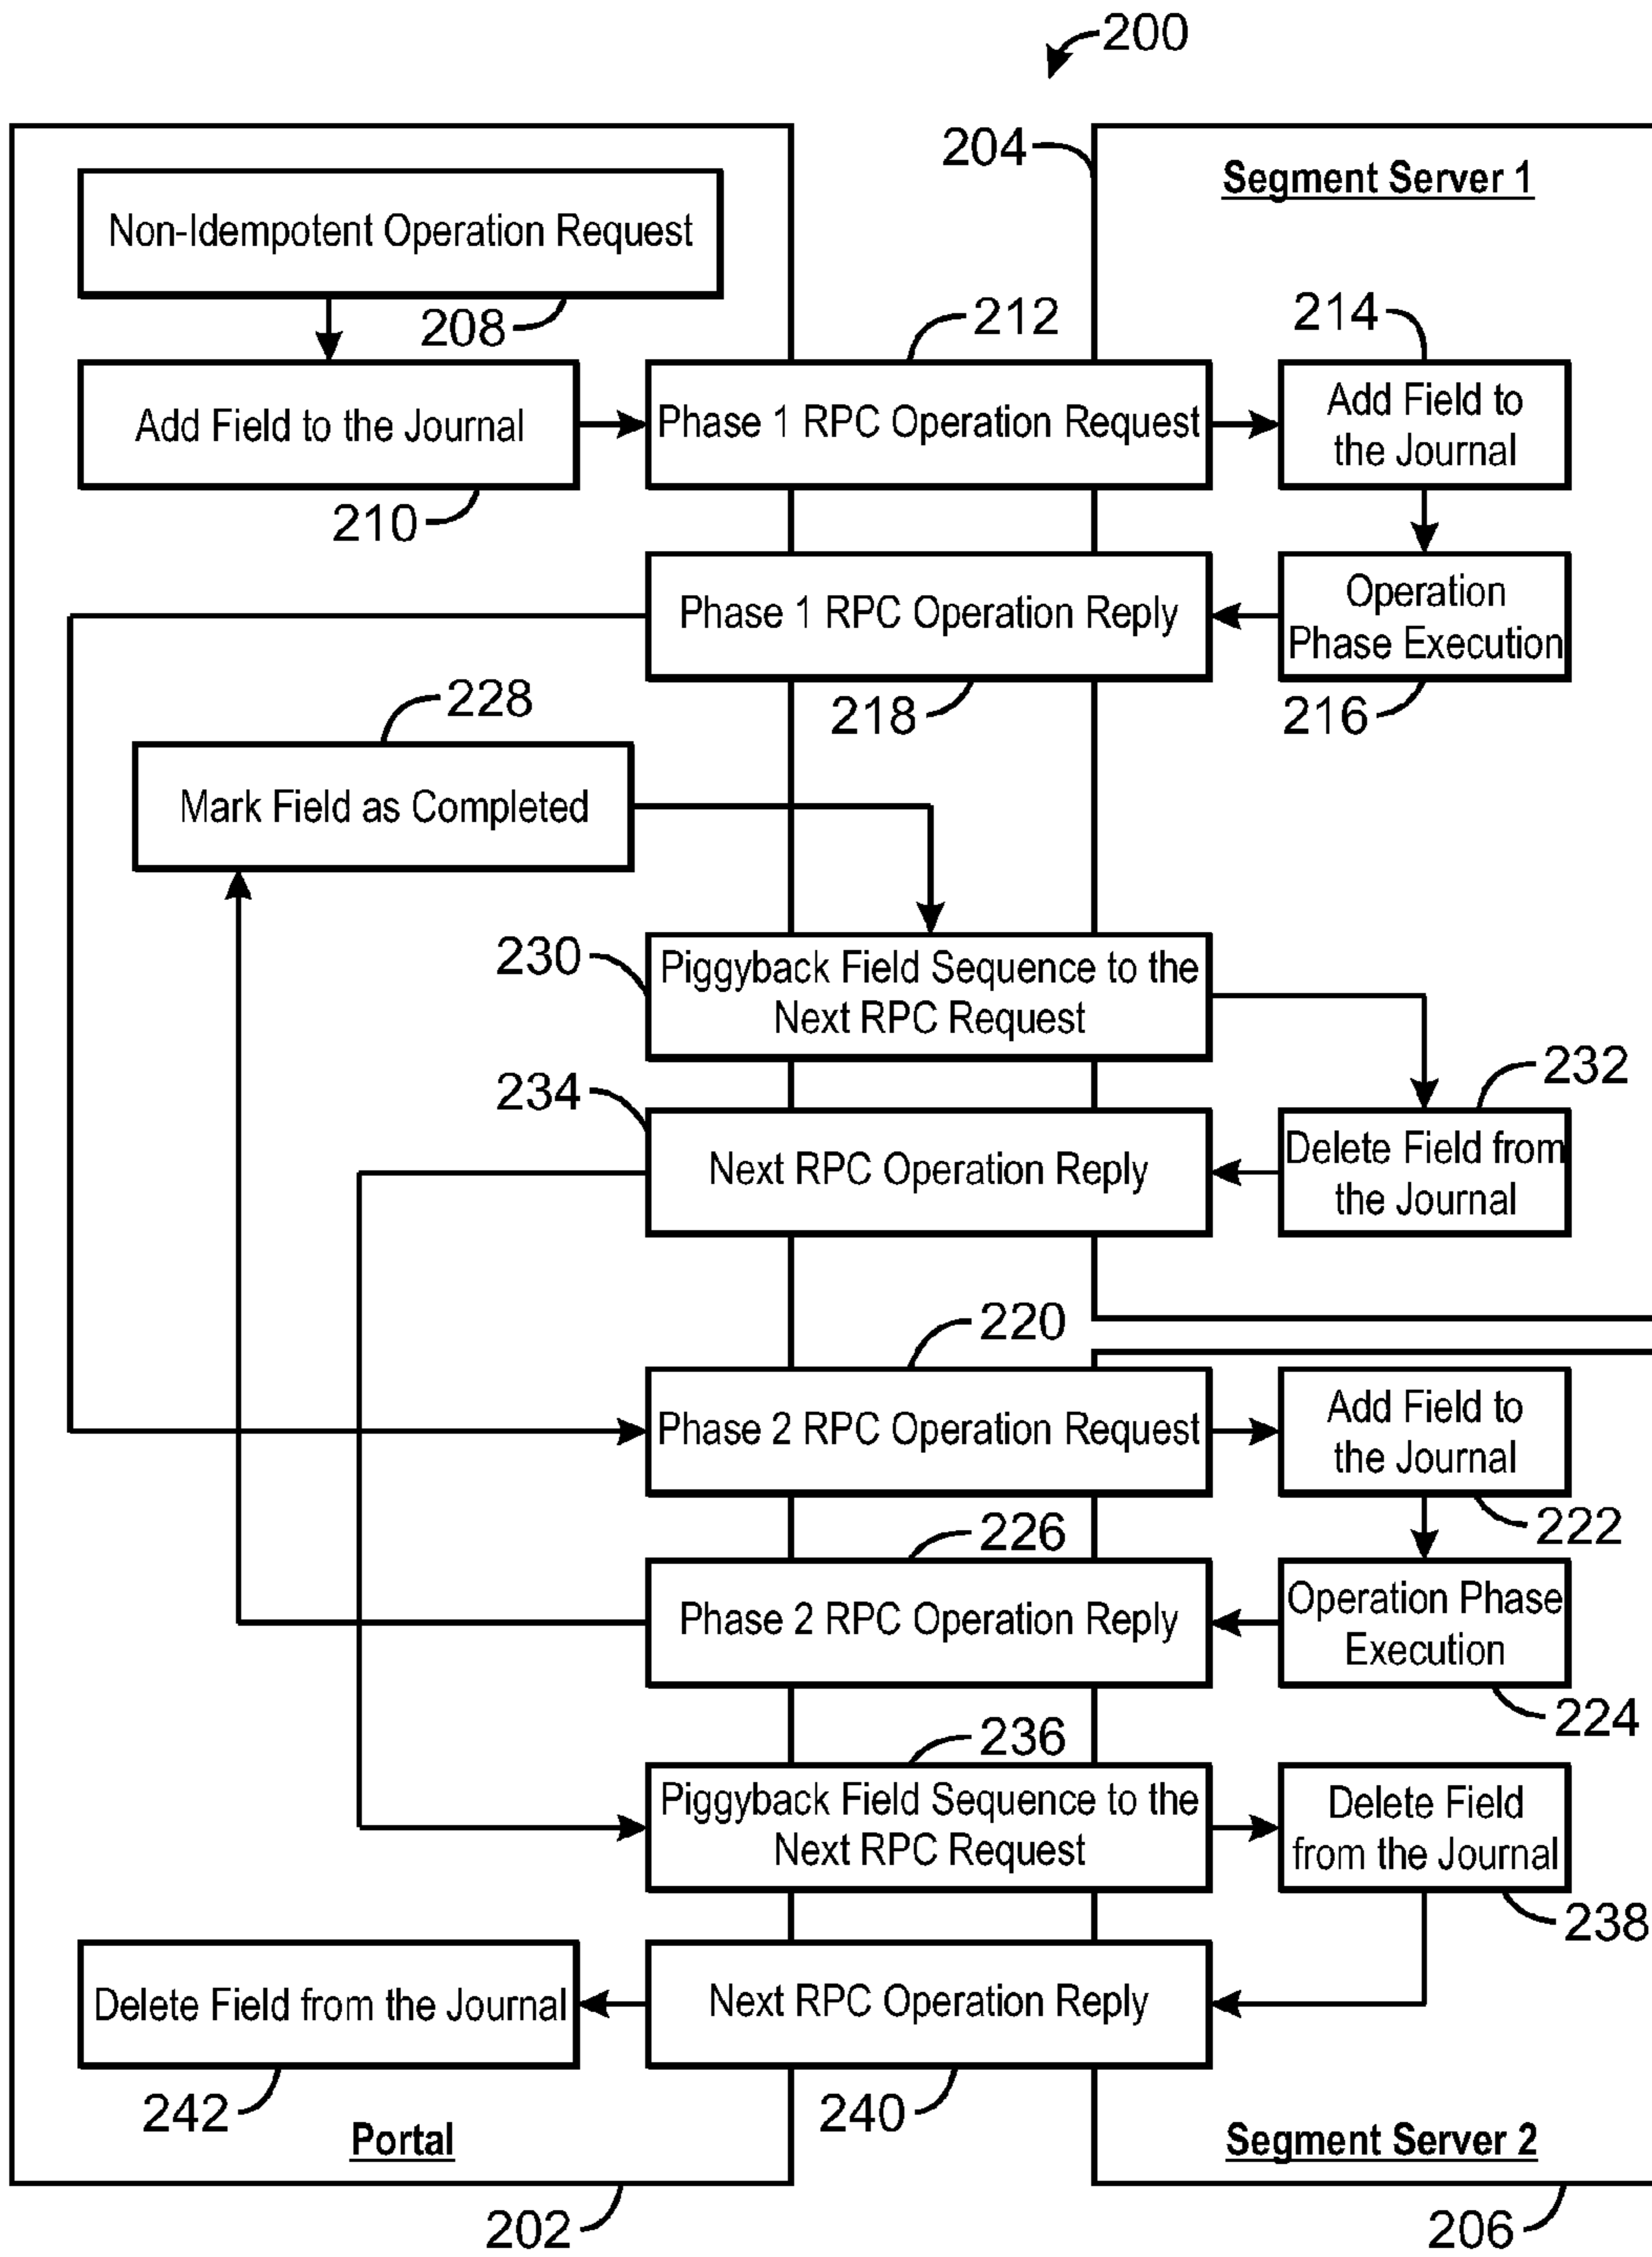 200
204
Segment Server 1
Non-Idempotent Operation Request
208
212
214
Add Field to the Journal
Phase 1 RPC Operation Request
Add Field to
the Journal
210
Phase 1 RPC Operation Reply
Operation
Phase Execution
218
216
228
Mark Field as Completed
230
Piggyback Field Sequence to the
Next RPC Request
232
234
Next RPC Operation Reply
Delete Field from
the Journal
220
Phase 2 RPC Operation Request
Add Field to
the Journal
222
226
Phase 2 RPC Operation Reply
Operation Phase
Execution
224
236
Piggyback Field Sequence to the
Next RPC Request
Delete Field
from the Journal
238
Delete Field from the Journal
Next RPC Operation Reply
242
240
Portal
Segment Server 2
202
206